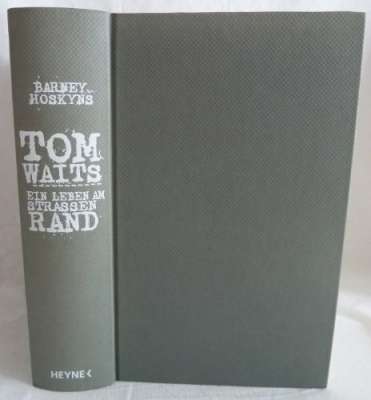 BARNEY
HOSKYNS
TOM
WAITS
EIN LEBEN AM
STRASSEN
RAND
HEYNE<